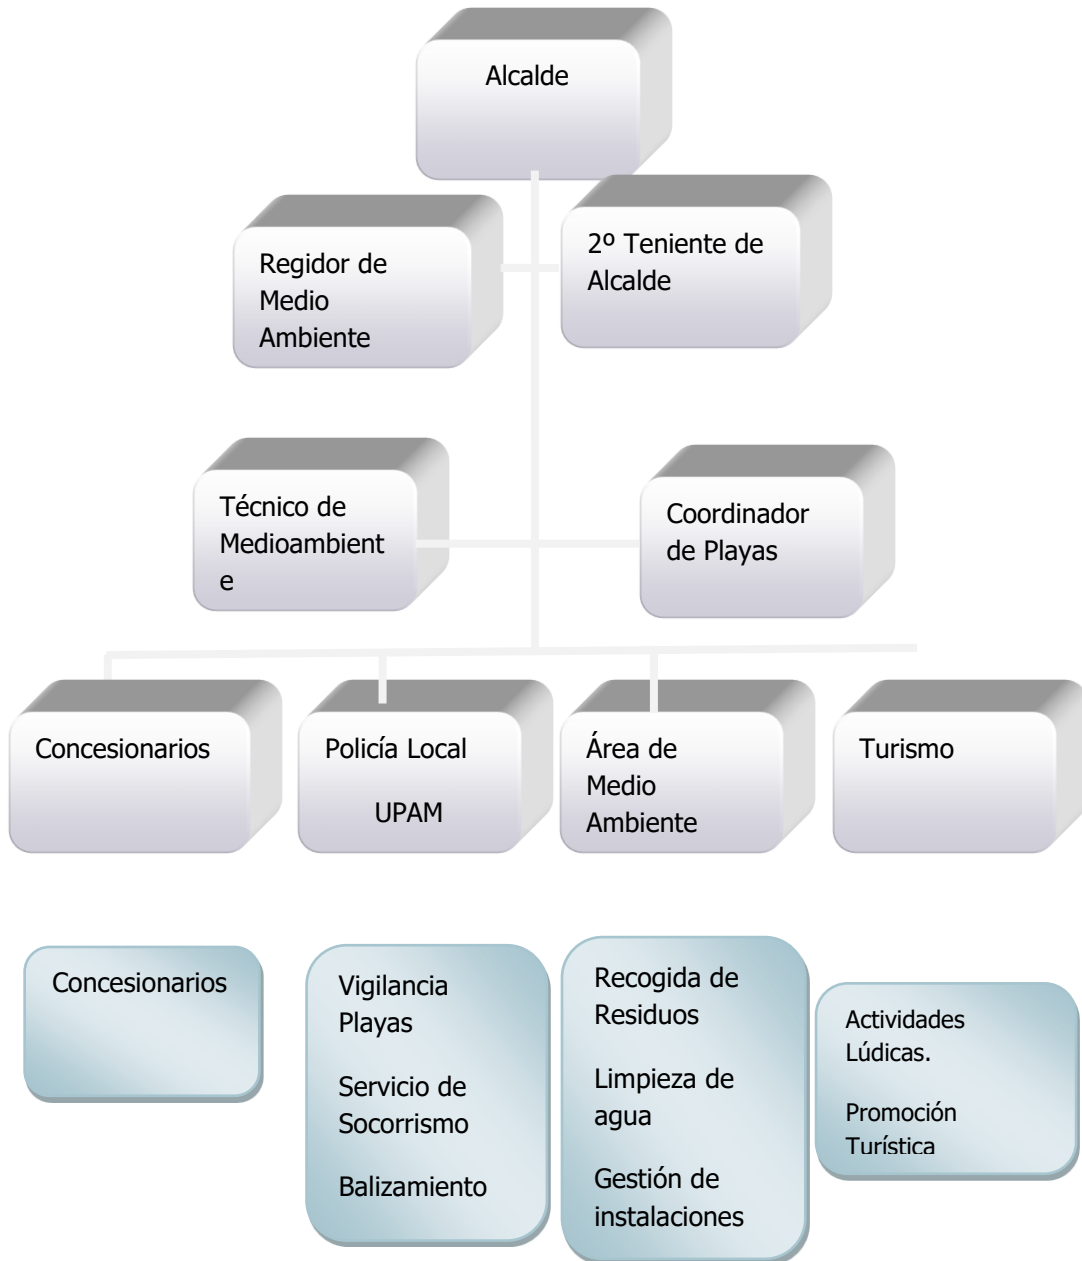 Alcalde
Regidor de
Medio
Ambiente
2º Teniente de
Alcalde
Técnico de
Medioambient
e
Coordinador
de Playas
Concesionarios
Policía Local
UPAM
Área de
Medio
Ambiente
Turismo
Concesionarios
Vigilancia
Playas
Servicio de
Socorrismo
Balizamiento
Recogida de
Residuos
Limpieza de
agua
Gestión de
instalaciones
Actividades
Lúdicas.
Promoción
Turística